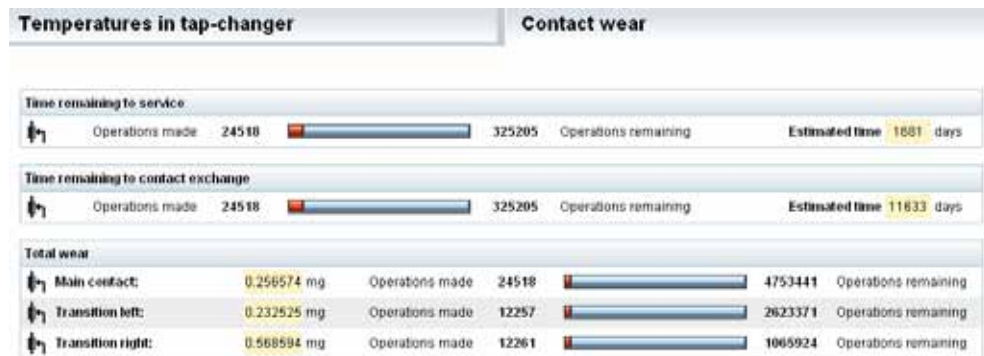 Temperatures in tap-changer Contact wear
Time remaining to service
Operations made 24518 325205 Operations remaining Estimated time 1681 days
Time remaining to contact exchange
Operations made 24518 325205 Operations remaining Estimated time 11633 days
Total wear
Main contact: 0.256574 mg Operations made 24518 4753441 Operations remaining
Transition left: 0.232525 mg Operations made 12257 2623371 Operations remaining
Transition right: 0.568594 mg Operations made 12261 1065924 Operations remaining